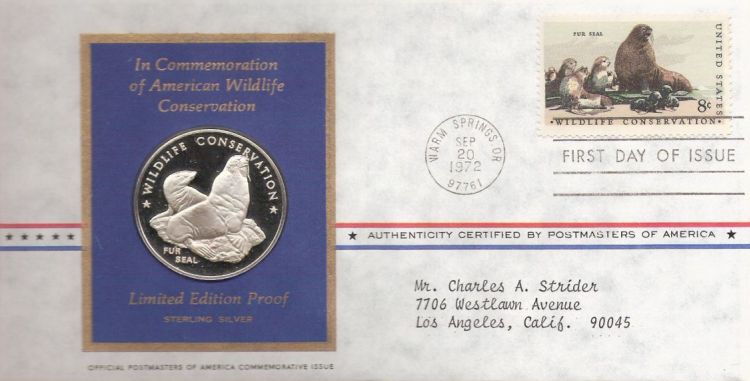 In Commemoration
of American Wildlife
Conservation
★ WILDLIFE CONSERVATION ★
FUR
SEAL
Limited Edition Proof
STERLING SILVER
OFFICIAL POSTMASTERS OF AMERICA COMMEMORATIVE ISSUE
FUR SEAL
UNITED STATES
8¢
• WILDLIFE CONSERVATION •
WARM SPRINGS OR
SEP
20
1972
97761
FIRST DAY OF ISSUE
★ ★ ★ ★ ★
★ AUTHENTICITY CERTIFIED BY POSTMASTERS OF AMERICA ★
Mr. Charles A. Strider
7706 Westlawn Avenue
Los Angeles, Calif. 90045